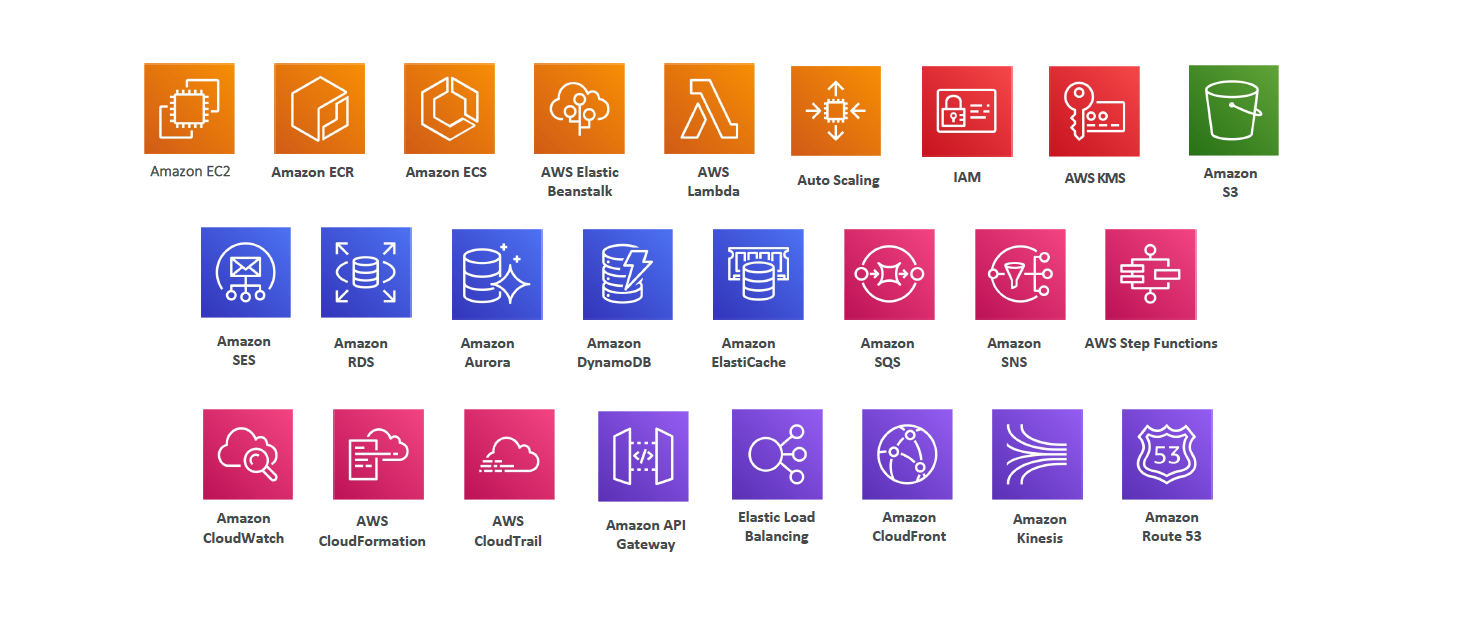 Amazon EC2
Amazon ECR
Amazon ECS
AWS Elastic
Beanstalk
AWS
Lambda
Auto Scaling
IAM
AWS KMS
Amazon
S3
Amazon
SES
Amazon
RDS
Amazon
Aurora
Amazon
DynamoDB
Amazon
ElastiCache
Amazon
SQS
Amazon
SNS
AWS Step Functions
</>
53
Amazon
CloudWatch
AWS
CloudFormation
AWS
CloudTrail
Amazon API
Gateway
Elastic Load
Balancing
Amazon
CloudFront
Amazon
Kinesis
Amazon
Route 53